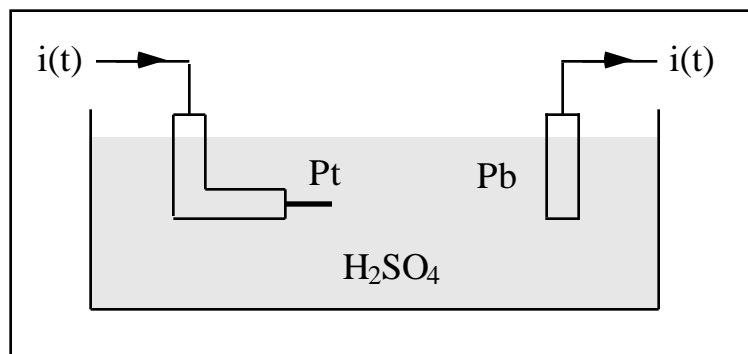 i(t) i(t)
Pt Pb
H₂SO₄